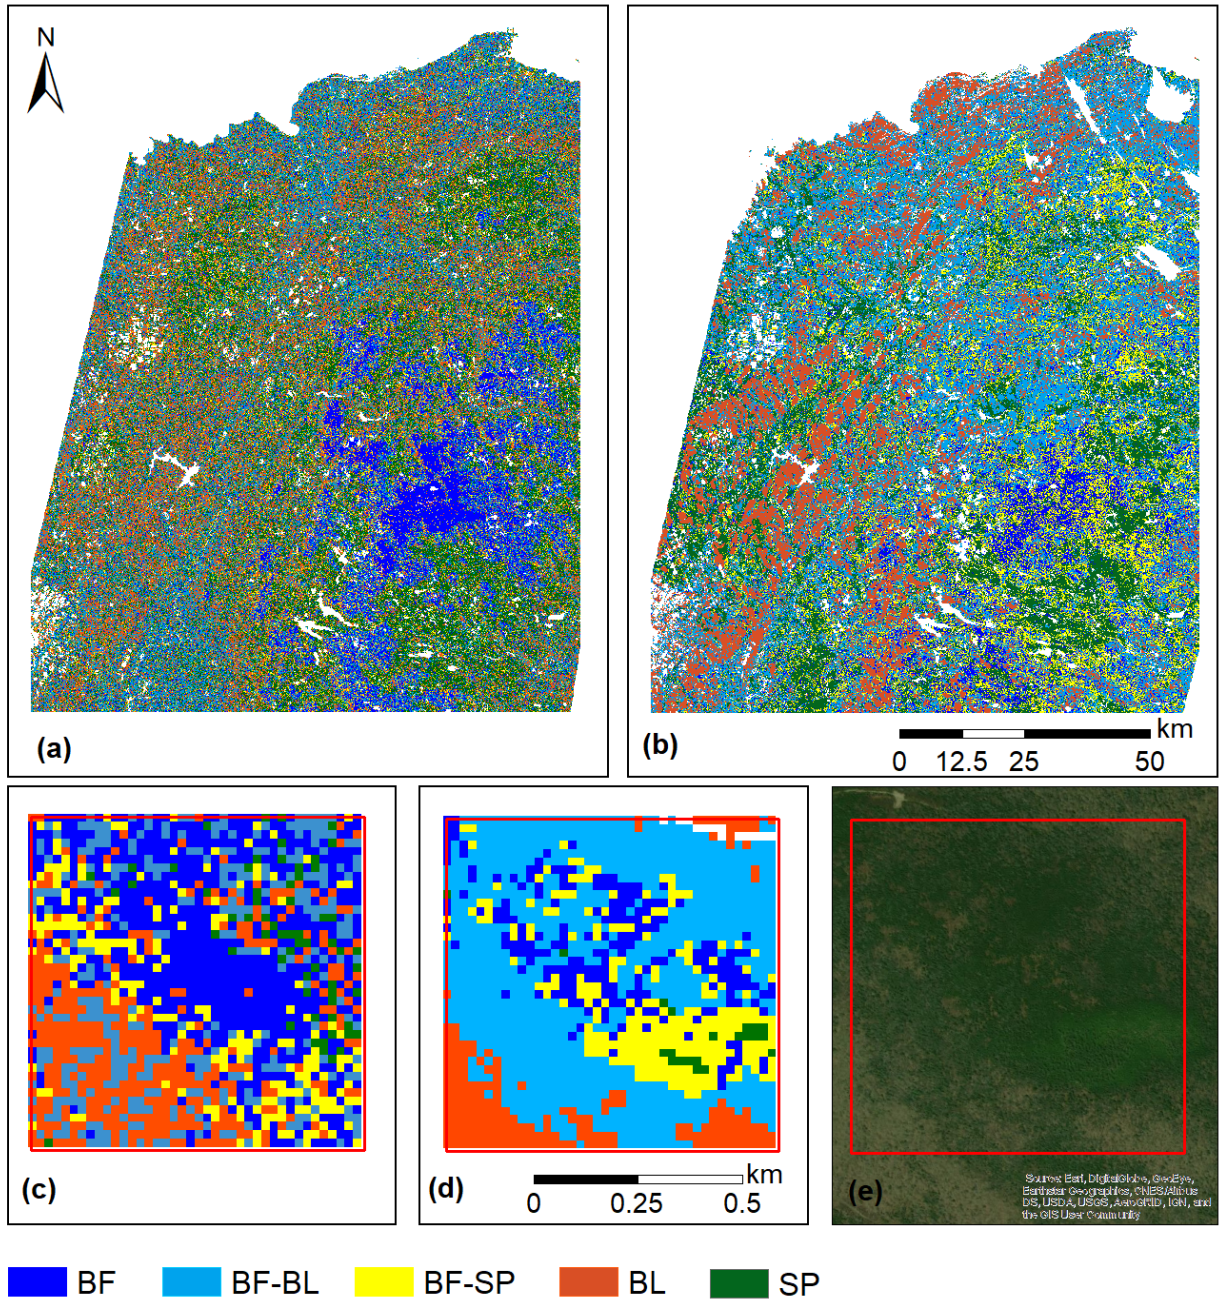 N
(a)
(b)
km
0 12.5 25 50
(c)
(d)
km
0 0.25 0.5
(e)
Source: Esri, DigitalGlobe, GeoEye,
Earthstar Geographics, CNES/Airbus
DS, USDA, USGS, AeroGRID, IGN, and
the GIS User Community
BF BF-BL BF-SP BL SP